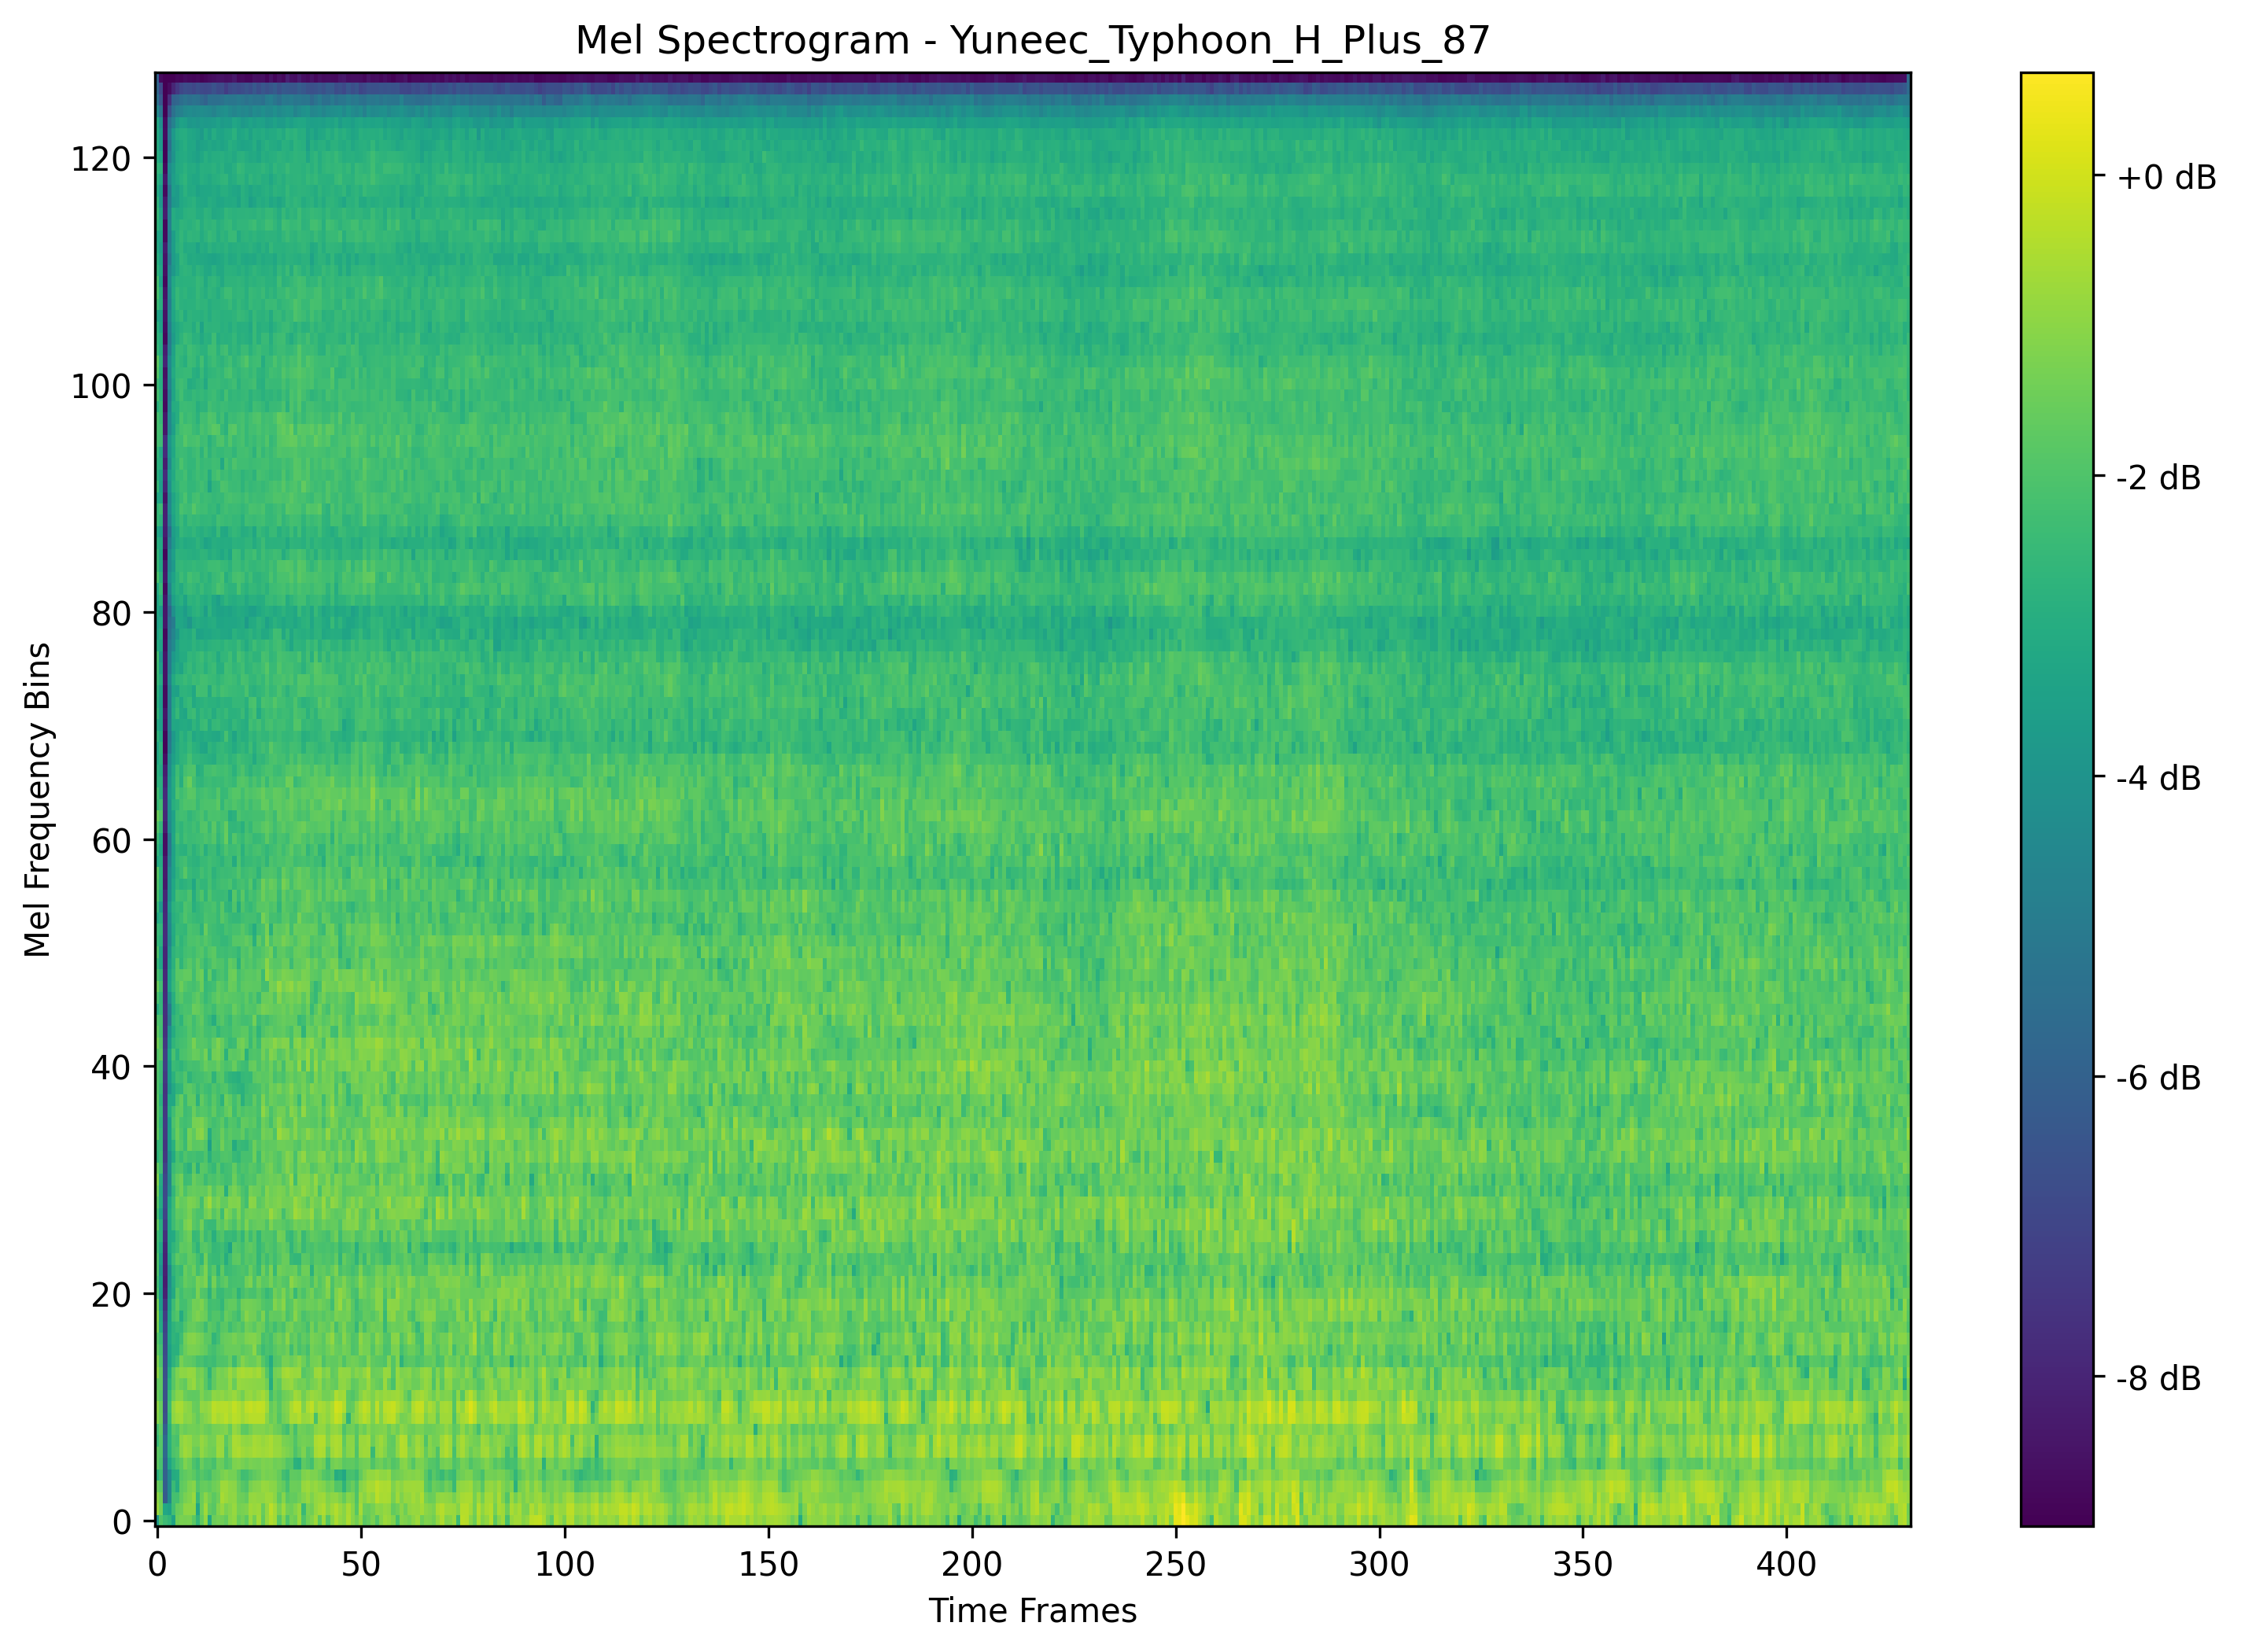 Mel Spectrogram - Yuneec_Typhoon_H_Plus_87
Mel Frequency Bins
120
100
80
60
40
20
0
0 50 100 150 200 250 300 350 400
Time Frames
+0 dB
-2 dB
-4 dB
-6 dB
-8 dB